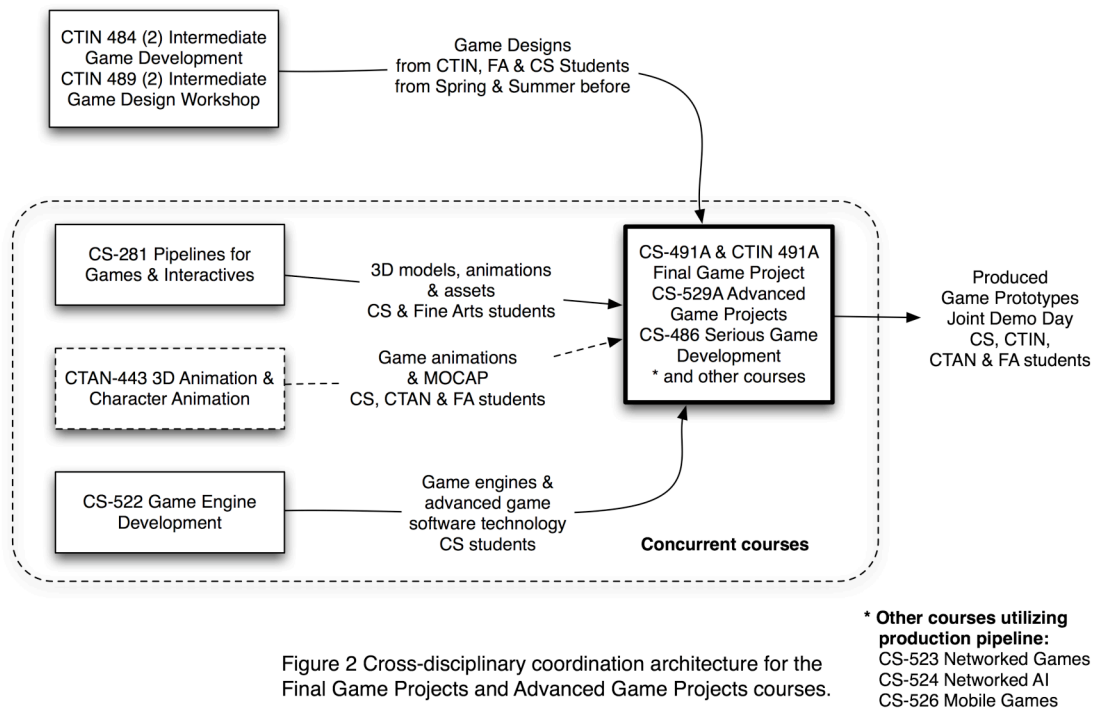 CTIN 484 (2) Intermediate
Game Development
CTIN 489 (2) Intermediate
Game Design Workshop
Game Designs
from CTIN, FA & CS Students
from Spring & Summer before
CS-281 Pipelines for
Games & Interactives
3D models, animations
& assets
CS & Fine Arts students
CTAN-443 3D Animation &
Character Animation
Game animations
& MOCAP
CS, CTAN & FA students
CS-522 Game Engine
Development
Game engines &
advanced game
software technology
CS students
CS-491A & CTIN 491A
Final Game Project
CS-529A Advanced
Game Projects
CS-486 Serious Game
Development
* and other courses
Concurrent courses
Produced
Game Prototypes
Joint Demo Day
CS, CTIN,
CTAN & FA students
* Other courses utilizing
production pipeline:
CS-523 Networked Games
CS-524 Networked AI
CS-526 Mobile Games
Figure 2 Cross-disciplinary coordination architecture for the
Final Game Projects and Advanced Game Projects courses.